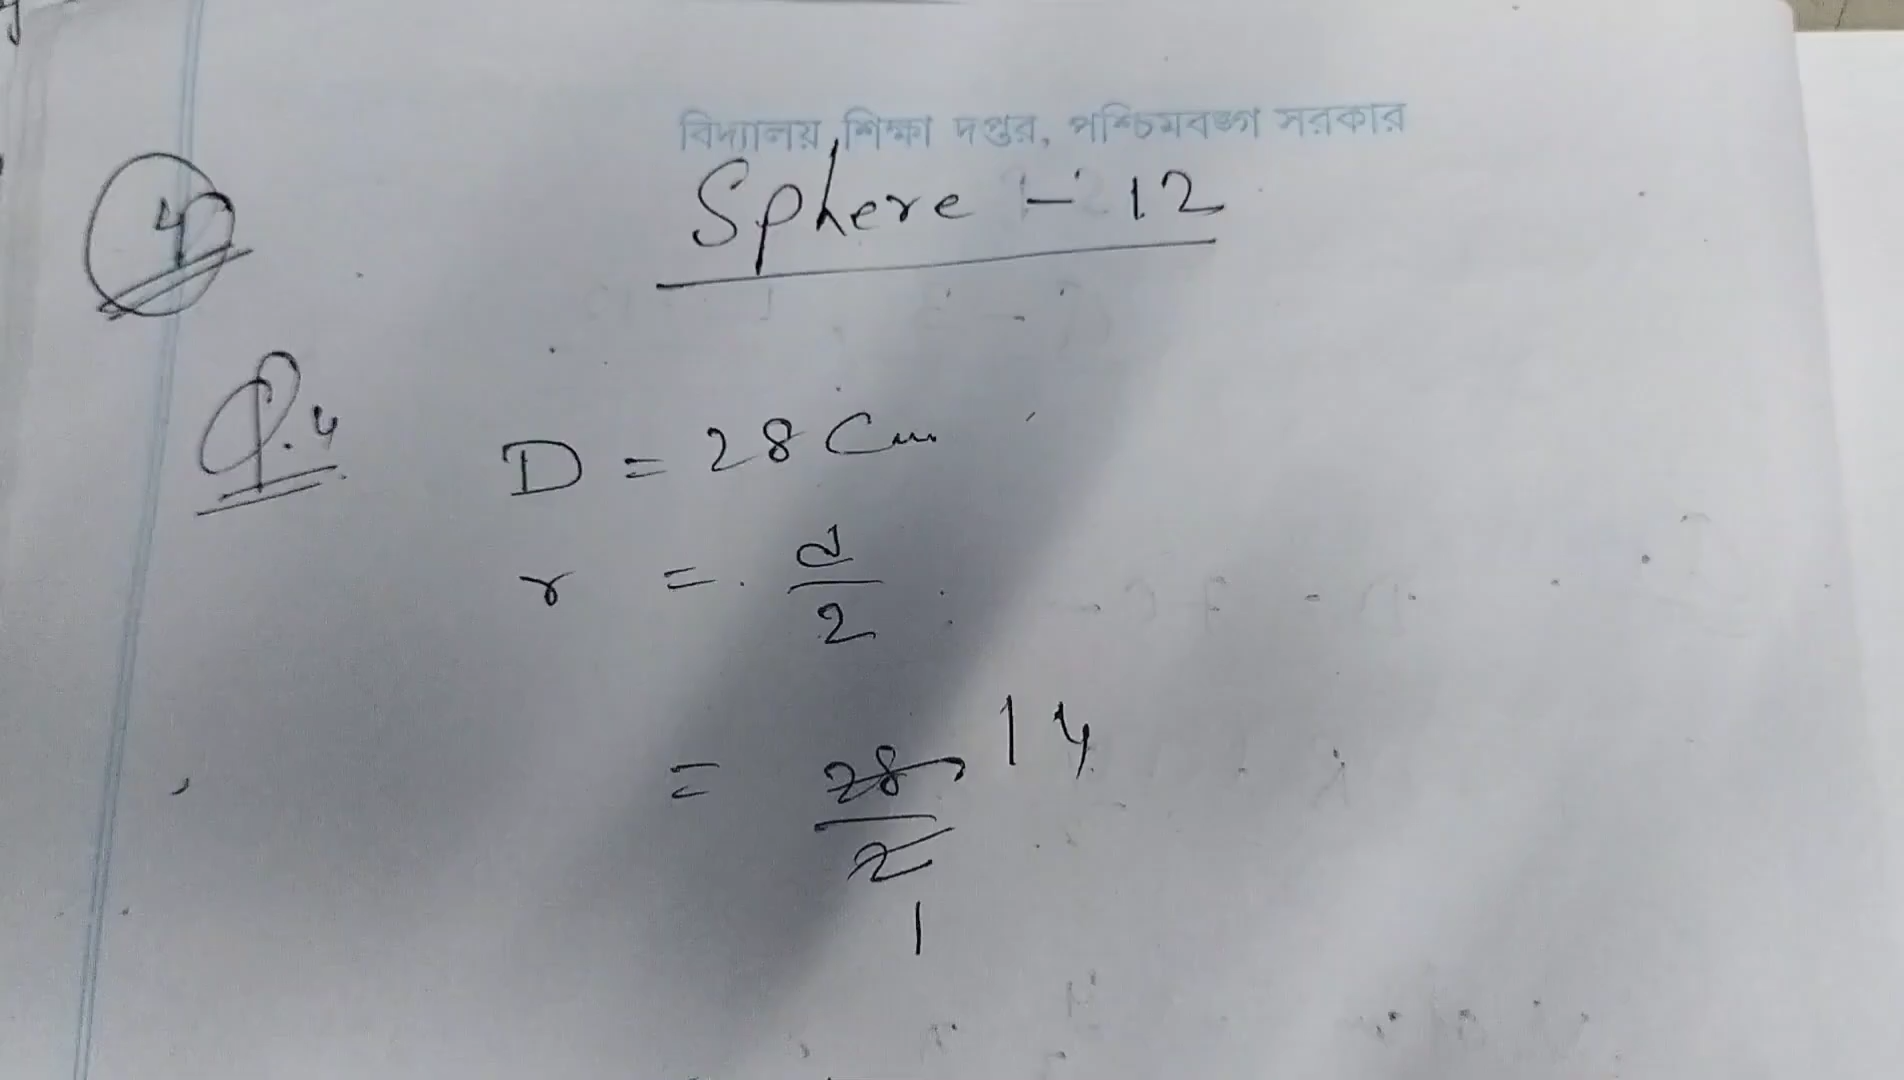 বিদ্যালয় শিক্ষা দপ্তর, পশ্চিমবঙ্গ সরকার
4
Sphere - 12
Q.4
D = 28 Cm
r = d/2
= 28/2 14
1